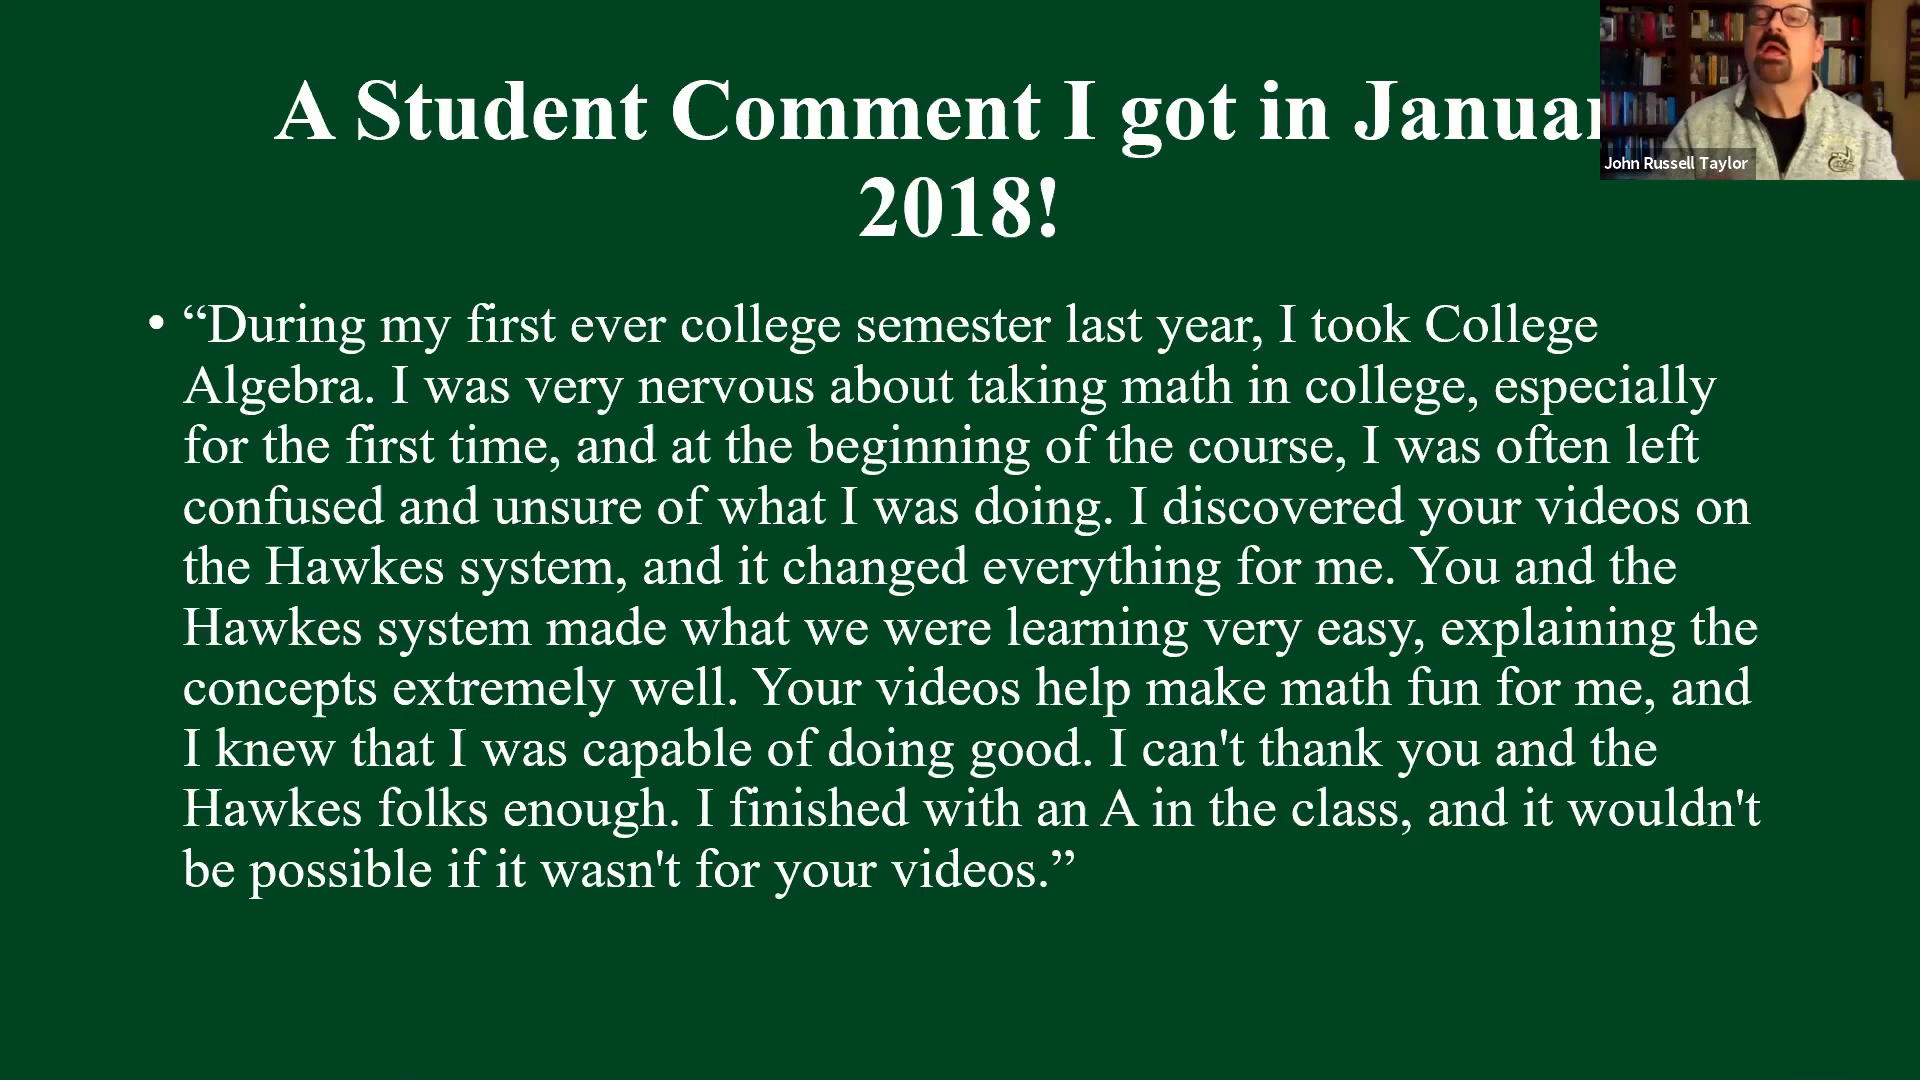 A Student Comment I got in Januar
2018!
John Russell Taylor
• “During my first ever college semester last year, I took College
Algebra. I was very nervous about taking math in college, especially
for the first time, and at the beginning of the course, I was often left
confused and unsure of what I was doing. I discovered your videos on
the Hawkes system, and it changed everything for me. You and the
Hawkes system made what we were learning very easy, explaining the
concepts extremely well. Your videos help make math fun for me, and
I knew that I was capable of doing good. I can't thank you and the
Hawkes folks enough. I finished with an A in the class, and it wouldn't
be possible if it wasn't for your videos.”